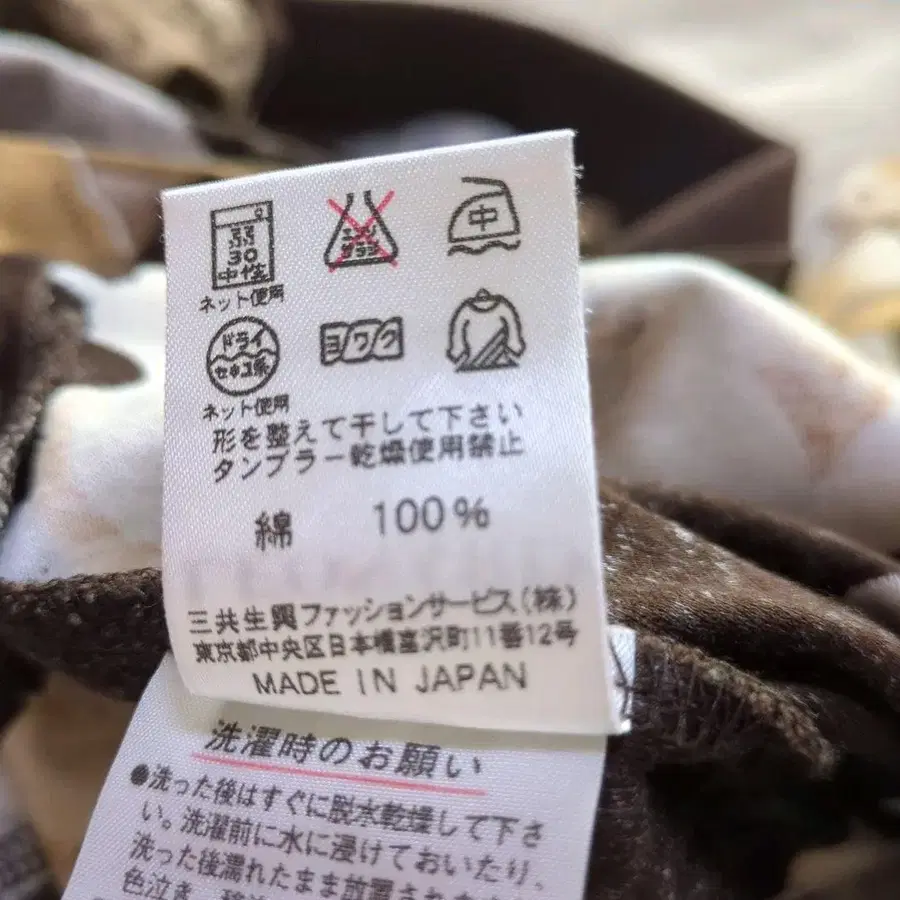 弱
30
中性
ネット使用
エンソ
サラシ
中
ドライ
セキユ系
ネット使用
ヨワク
形を整えて干して下さい
タンブラー乾燥使用禁止
綿 100%
三共生興ファッションサービス(株)
東京都中央区日本橋富沢町11番12号
MADE IN JAPAN
洗濯時のお願い
●洗った後はすぐに脱水乾燥して下さ
い。洗濯前に水に浸けておいたり、
洗った後濡れたまま放置された
色泣き